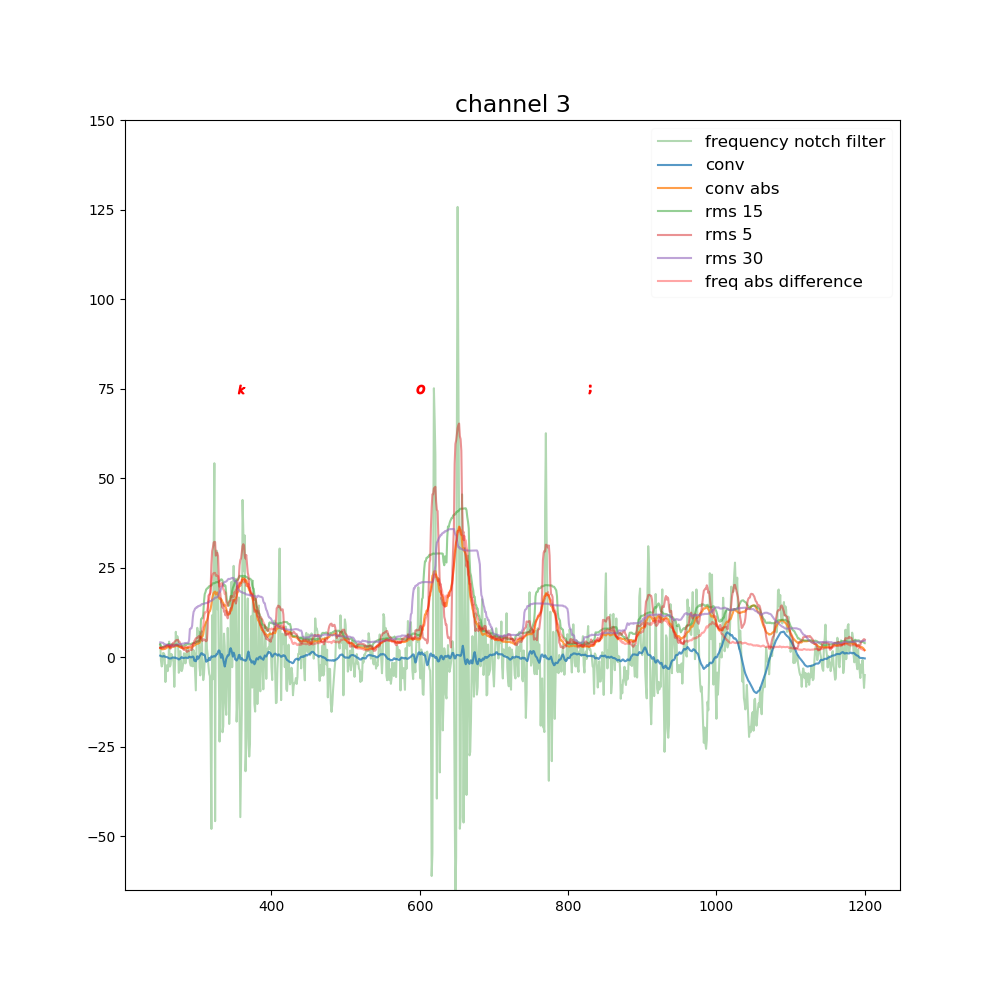 channel 3
150
125
100
75
50
25
0
−25
−50
400
600
800
1000
1200
frequency notch filter
conv
conv abs
rms 15
rms 5
rms 30
freq abs difference
k
o
;